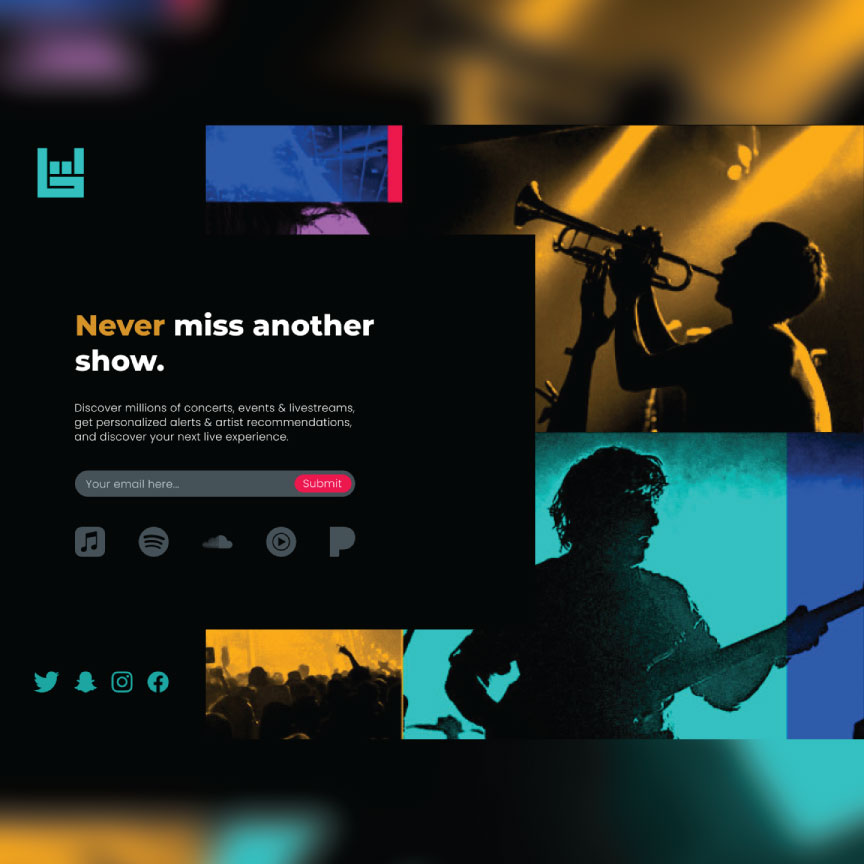 Never miss another
show.
Discover millions of concerts, events & livestreams,
get personalized alerts & artist recommendations,
and discover your next live experience.
Your email here...
Submit